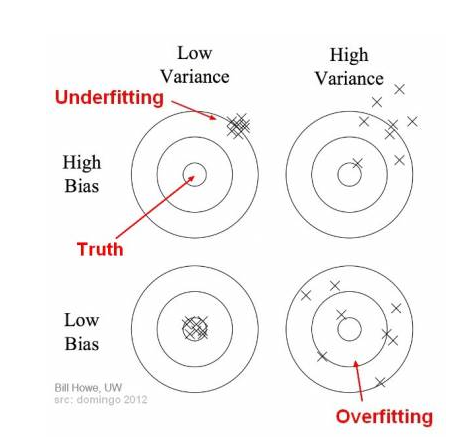 Low
Variance
High
Variance
Underfitting
High
Bias
Truth
Low
Bias
Bill Howe, UW
src: domingo 2012
Overfitting